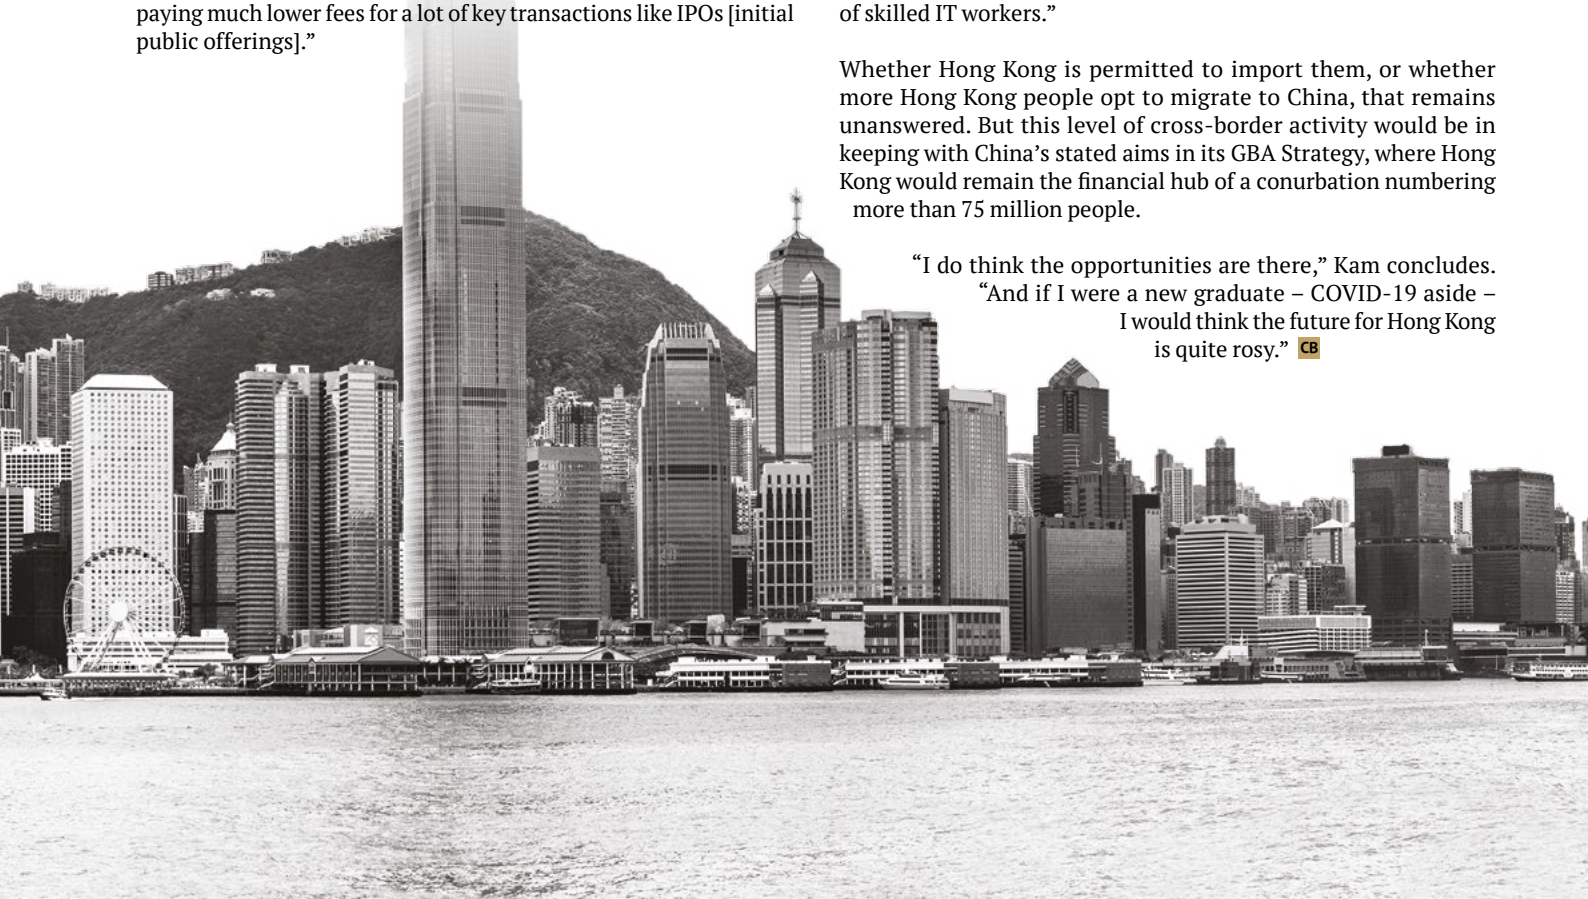 paying much lower fees for a lot of key transactions like IPOs [initial
public offerings].”
of skilled IT workers.”
Whether Hong Kong is permitted to import them, or whether
more Hong Kong people opt to migrate to China, that remains
unanswered. But this level of cross-border activity would be in
keeping with China’s stated aims in its GBA Strategy, where Hong
Kong would remain the financial hub of a conurbation numbering
more than 75 million people.
“I do think the opportunities are there,” Kam concludes.
“And if I were a new graduate – COVID-19 aside –
I would think the future for Hong Kong
is quite rosy.” CB